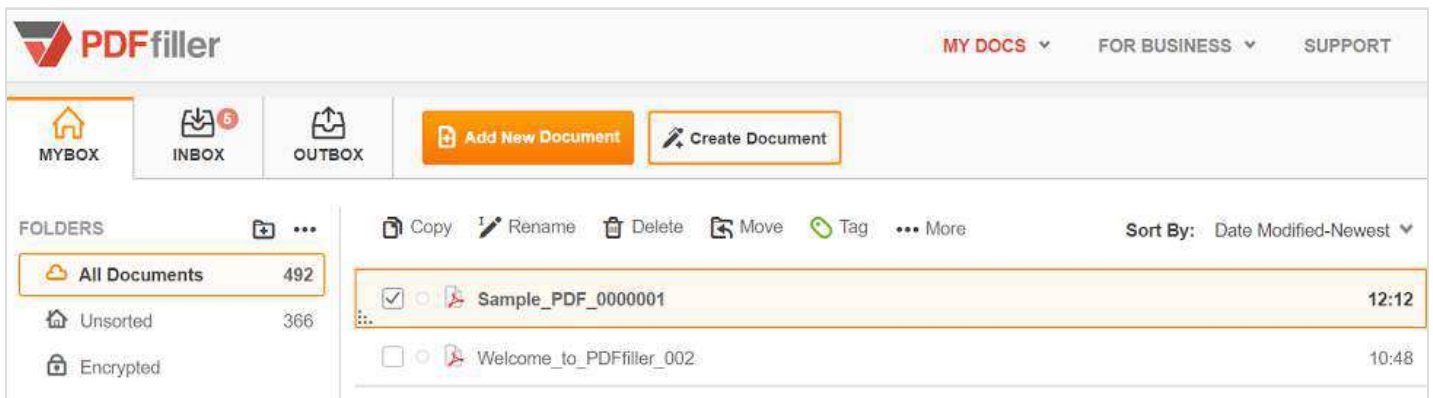 PDFfiller
MY DOCS FOR BUSINESS SUPPORT
MYBOX
INBOX 5
OUTBOX
Add New Document
Create Document
FOLDERS
All Documents 492
Unsorted 366
Encrypted
Copy Rename Delete Move Tag More
Sort By: Date Modified-Newest
Sample_PDF_0000001 12:12
Welcome_to_PDFfiller_002 10:48